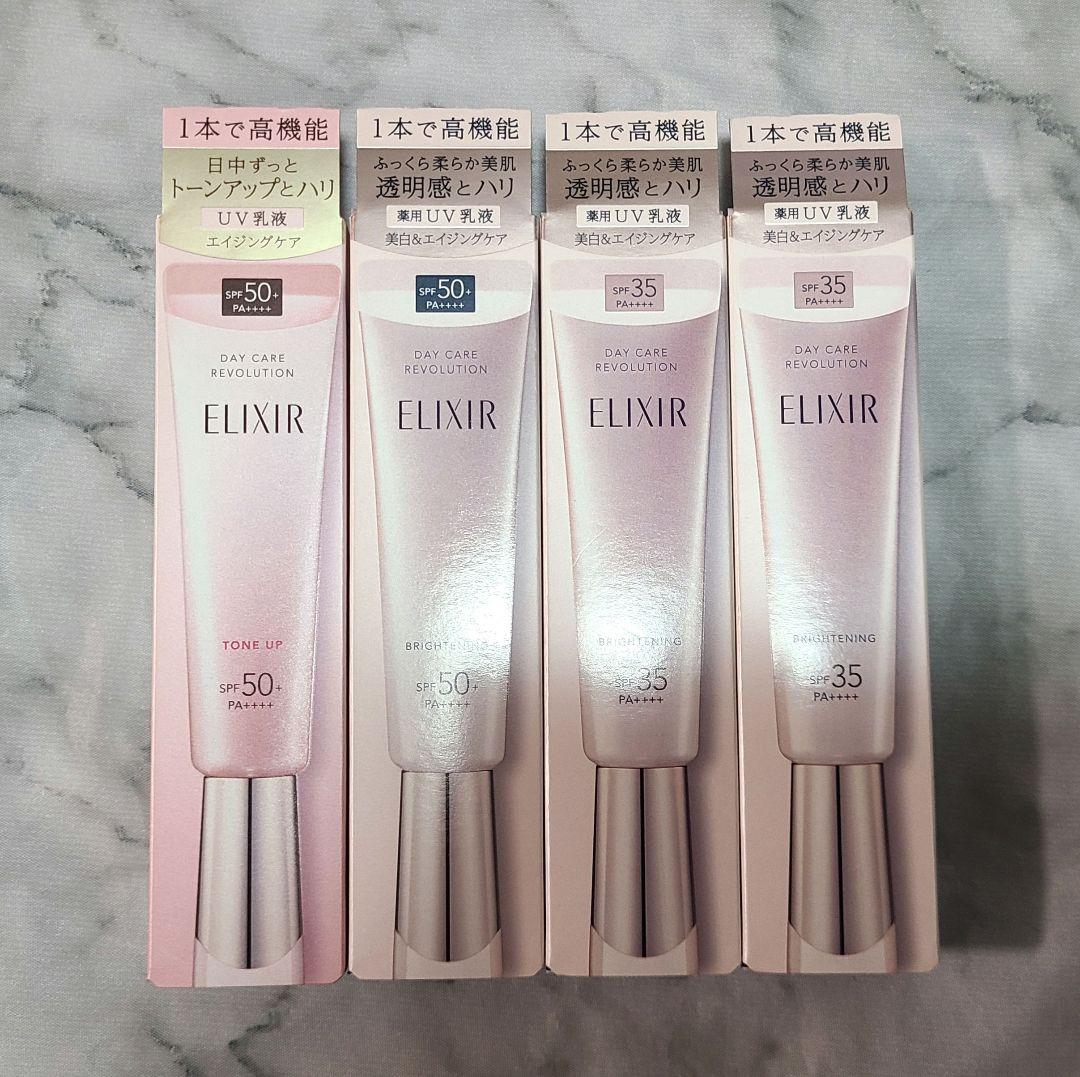 1本で高機能
日中ずっと
トーンアップとハリ
UV乳液
エイジングケア
SPF50+
PA++++
DAY CARE
REVOLUTION
ELIXIR
TONE UP
SPF50+
PA++++
1本で高機能
ふっくら柔らか美肌
透明感とハリ
薬用UV乳液
美白&エイジングケア
SPF50+
PA++++
DAY CARE
REVOLUTION
ELIXIR
BRIGHTENING
SPF50+
PA++++
1本で高機能
ふっくら柔らか美肌
透明感とハリ
薬用UV乳液
美白&エイジングケア
SPF35
PA++++
DAY CARE
REVOLUTION
ELIXIR
BRIGHTENING
SPF35
PA++++
1本で高機能
ふっくら柔らか美肌
透明感とハリ
薬用UV乳液
美白&エイジングケア
SPF35
PA++++
DAY CARE
REVOLUTION
ELIXIR
BRIGHTENING
SPF35
PA++++